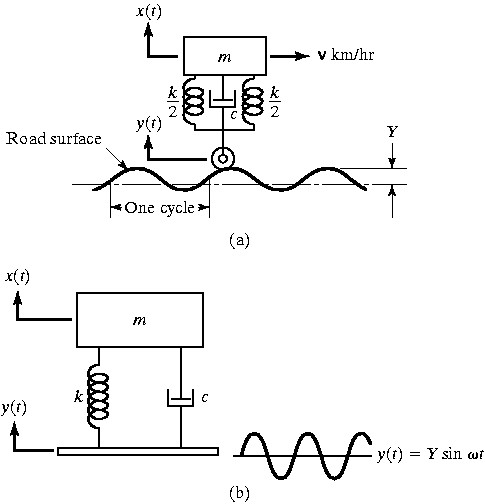 x(t)
m
v km/hr
k/2
c
k/2
y(t)
Y
Road surface
One cycle
(a)
x(t)
m
k
c
y(t)
y(t) = Y sin ωt
(b)